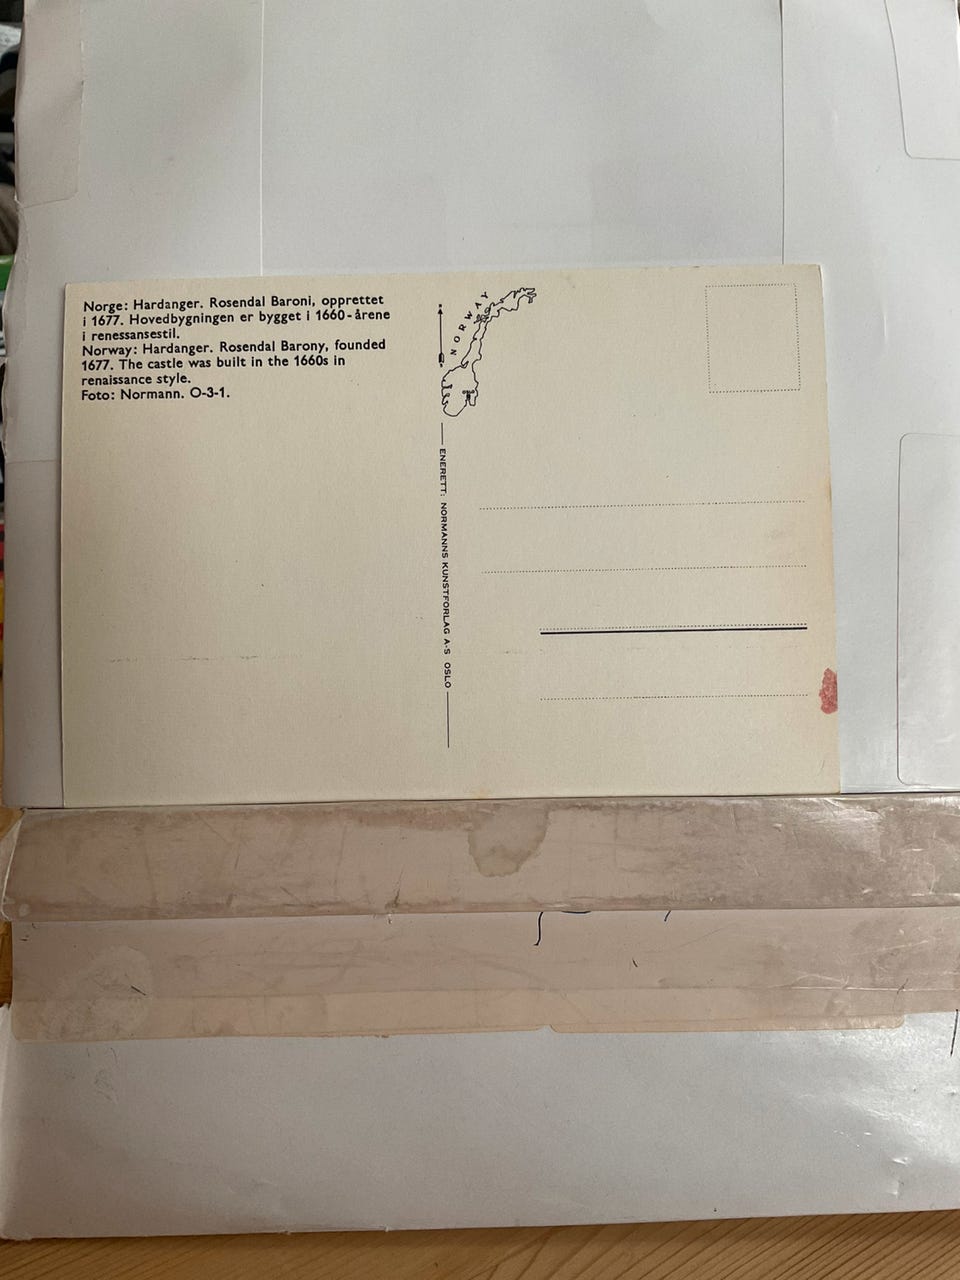 Norge: Hardanger. Rosendal Baroni, opprettet
i 1677. Hovedbygningen er bygget i 1660-årene
i renessansestil.
Norway: Hardanger. Rosendal Barony, founded
1677. The castle was built in the 1660s in
renaissance style.
Foto: Normann. O-3-1.
NORWAY
OSLO
ENERETT: NORMANNS KUNSTFORLAG A-S OSLO